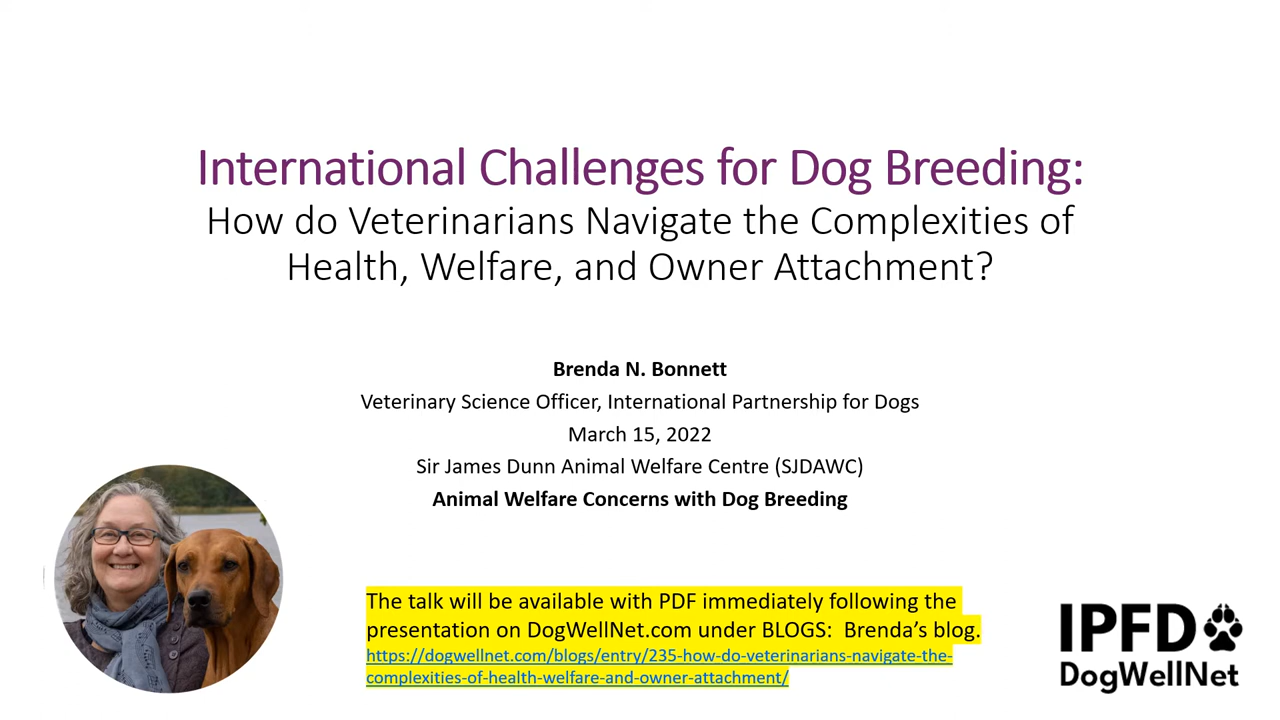 International Challenges for Dog Breeding:
How do Veterinarians Navigate the Complexities of
Health, Welfare, and Owner Attachment?
Brenda N. Bonnett
Veterinary Science Officer, International Partnership for Dogs
March 15, 2022
Sir James Dunn Animal Welfare Centre (SJDAWC)
Animal Welfare Concerns with Dog Breeding
The talk will be available with PDF immediately following the
presentation on DogWellNet.com under BLOGS: Brenda’s blog.
https://dogwellnet.com/blogs/entry/235-how-do-veterinarians-navigate-the-
complexities-of-health-welfare-and-owner-attachment/
IPFD
DogWellNet